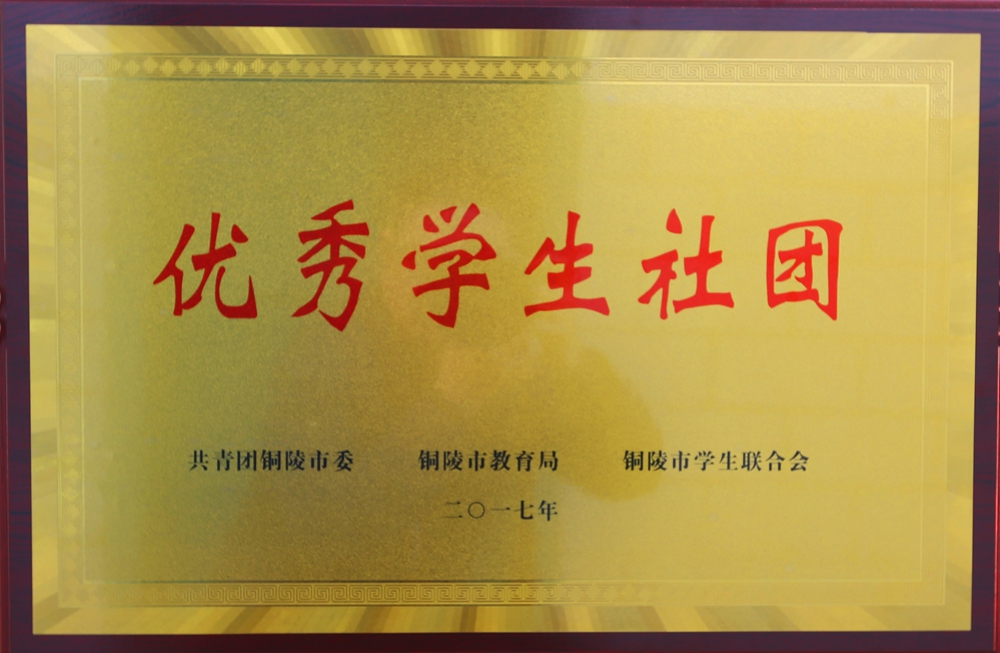 优秀学生社团
共青团铜陵市委 铜陵市教育局 铜陵市学生联合会
二〇一七年